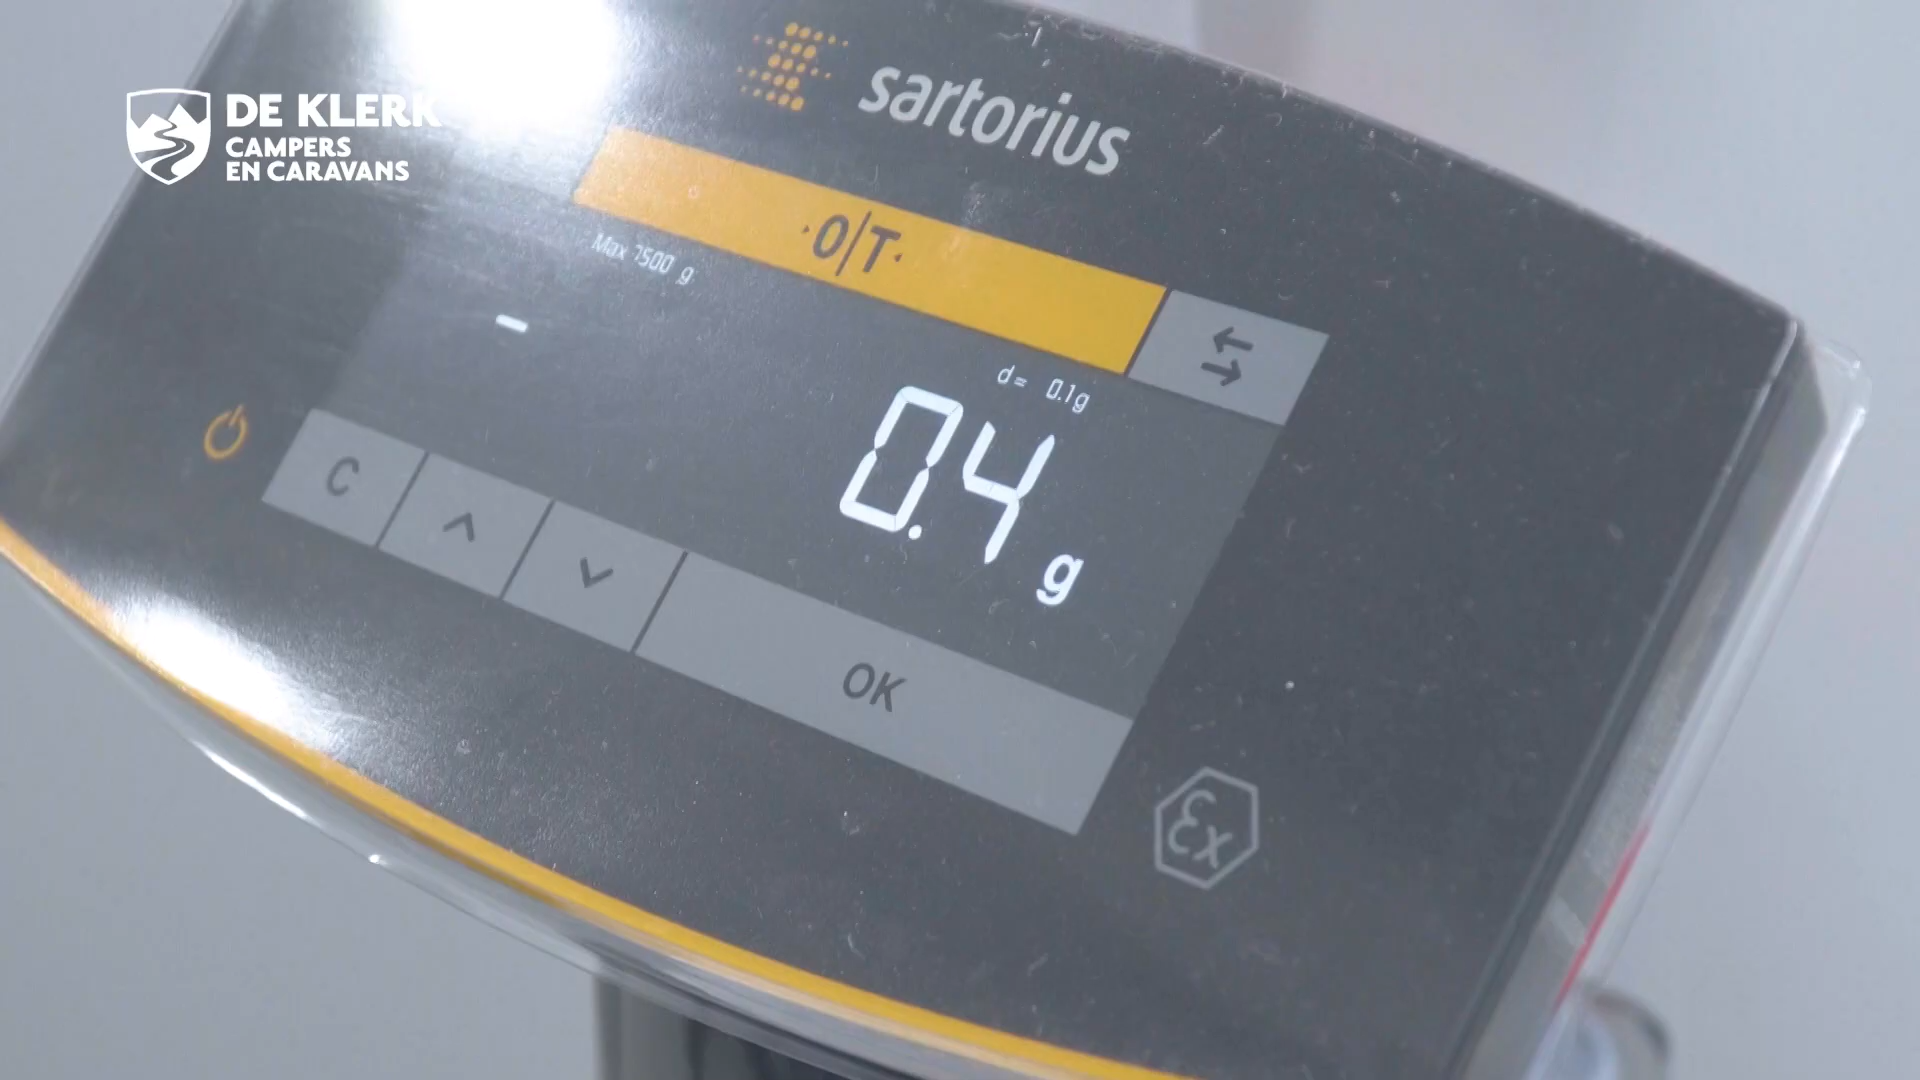 DE KLERK
CAMPERS
EN CARAVANS
sartorius
0/T
Max 7500 g
d= 0.1g
- 0.4 g
C
OK
Ex